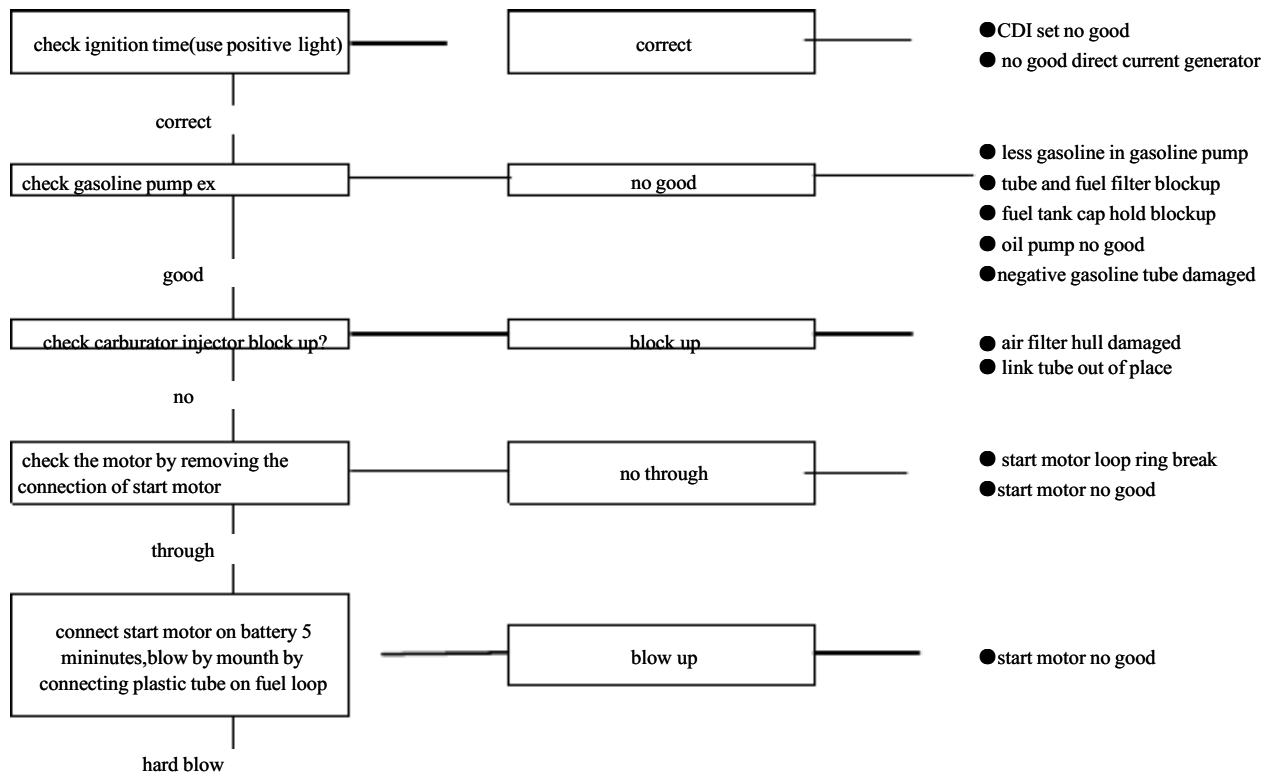 check ignition time(use positive light)
correct
●CDI set no good
● no good direct current generator
correct
check gasoline pump ex
no good
● less gasoline in gasoline pump
● tube and fuel filter blockup
● fuel tank cap hold blockup
● oil pump no good
●negative gasoline tube damaged
good
check carburator injector block up?
block up
● air filter hull damaged
● link tube out of place
no
check the motor by removing the
connection of start motor
no through
● start motor loop ring break
●start motor no good
through
connect start motor on battery 5
mininutes,blow by mounth by
connecting plastic tube on fuel loop
blow up
●start motor no good
hard blow